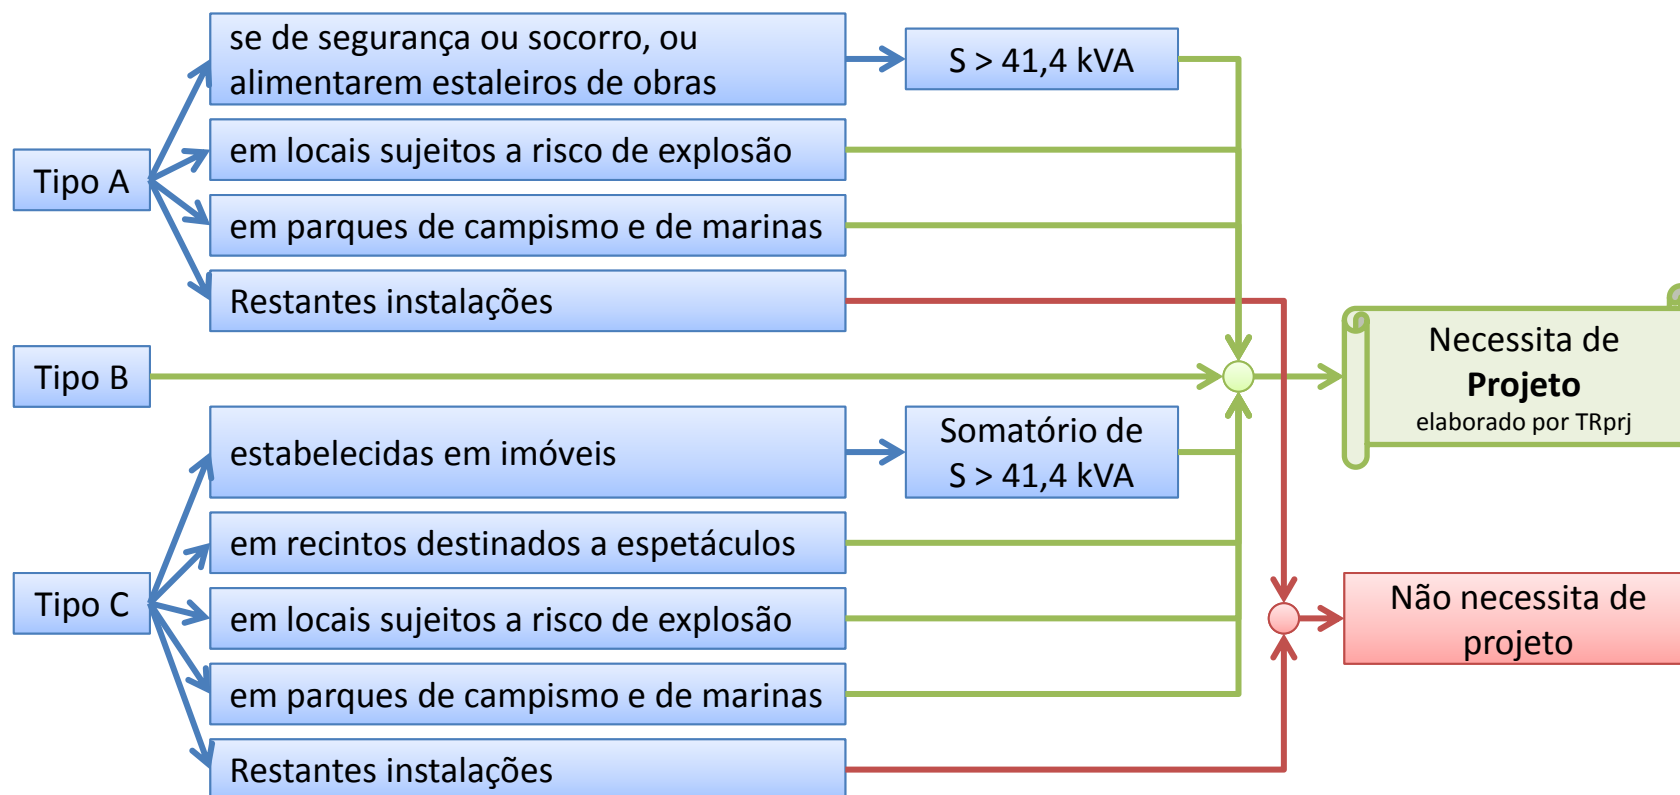 se de segurança ou socorro, ou
alimentarem estaleiros de obras
S > 41,4 kVA
em locais sujeitos a risco de explosão
Tipo A
em parques de campismo e de marinas
Restantes instalações
Necessita de
Projeto
elaborado por TRprj
Tipo B
estabelecidas em imóveis
Somatório de
S > 41,4 kVA
em recintos destinados a espetáculos
Tipo C
em locais sujeitos a risco de explosão
Não necessita de
projeto
em parques de campismo e de marinas
Restantes instalações